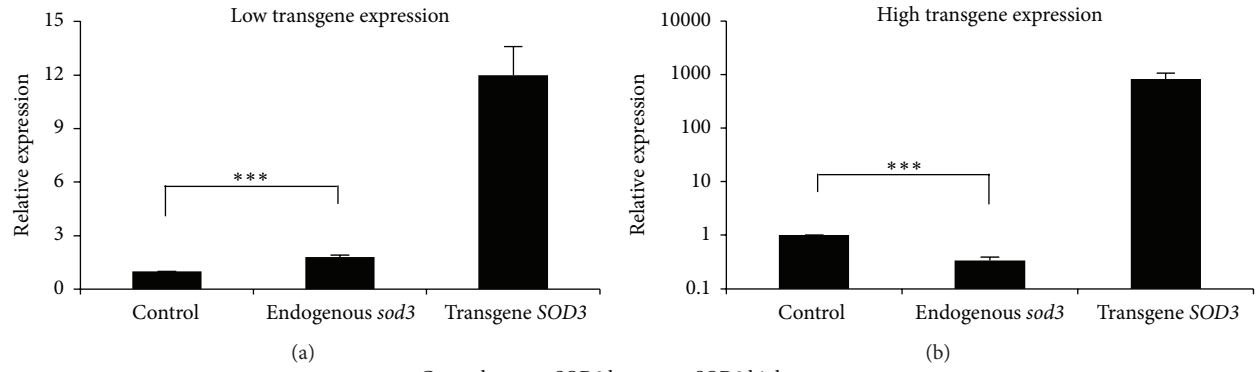 Low transgene expression
15
12
9
6
3
0
Relative expression
***
Control
Endogenous sod3
Transgene SOD3
(a)
High transgene expression
10000
1000
100
10
1
0.1
Relative expression
***
Control
Endogenous sod3
Transgene SOD3
(b)